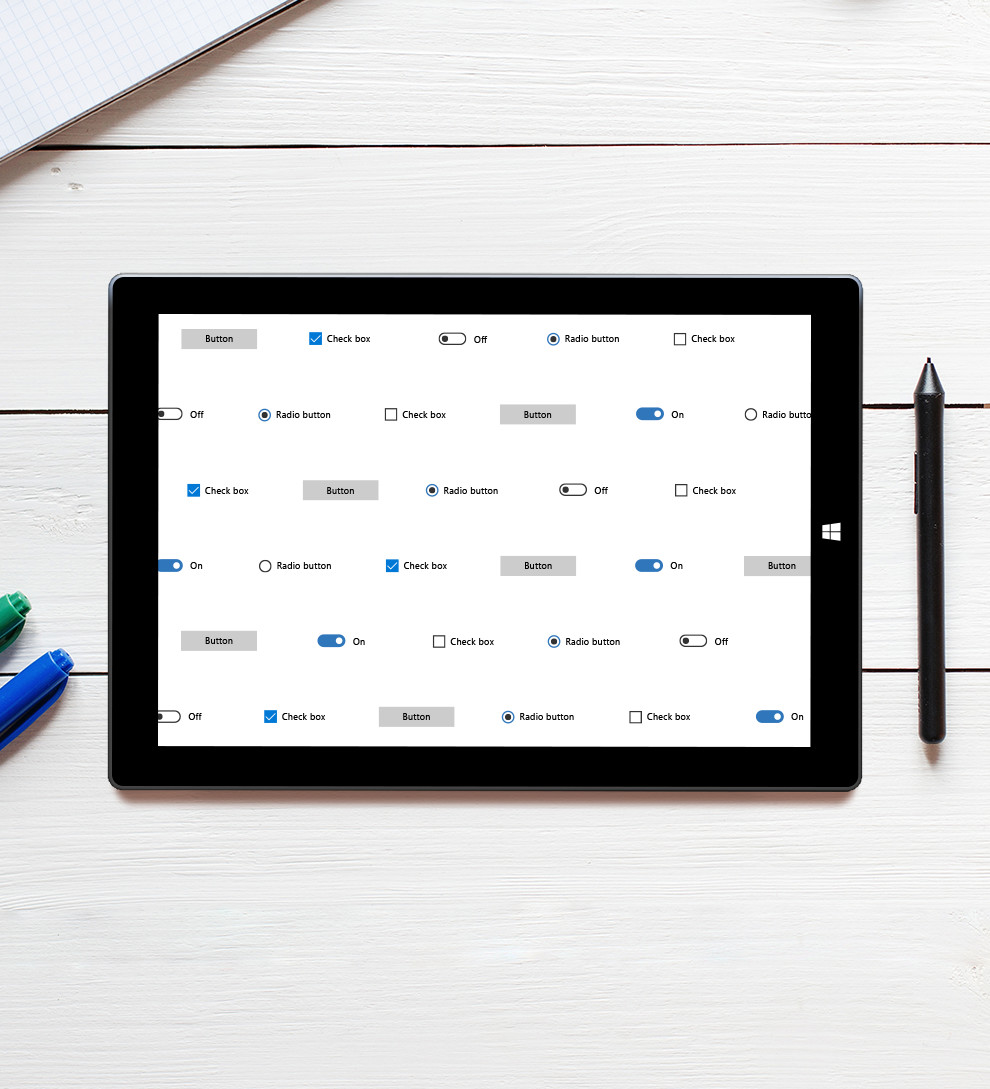 Button Check box Off Radio button Check box
Off Radio button Check box Button On Radio butto
Check box Button Radio button Off Check box
On Radio button Check box Button On Button
Button On Check box Radio button Off
Off Check box Button Radio button Check box On